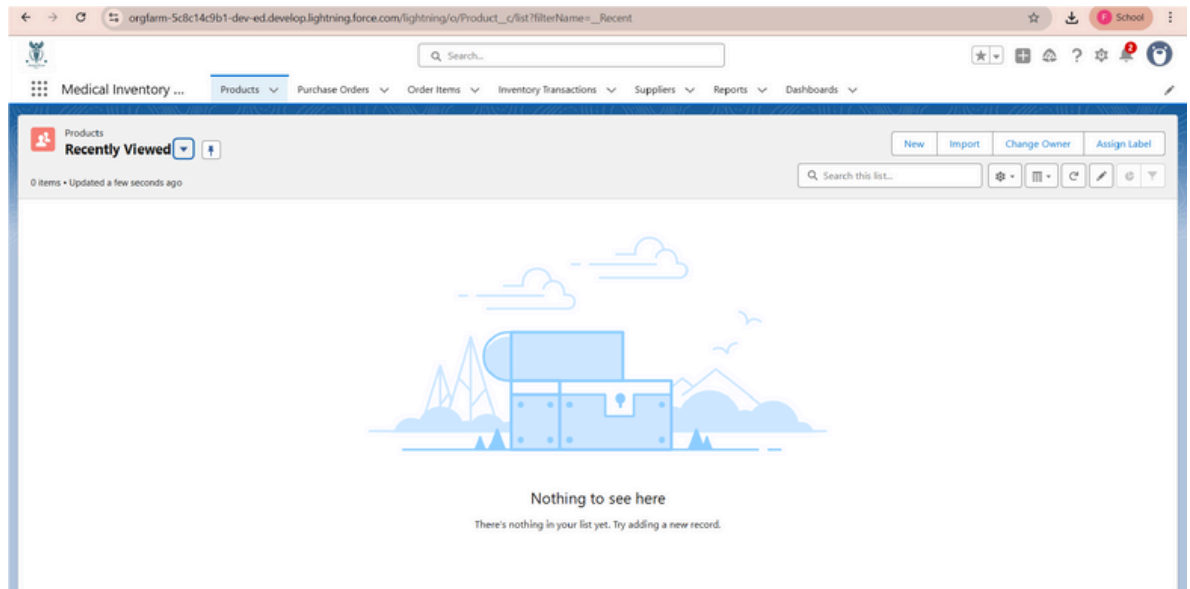 orgfarm-5c8c14c9b1-dev-ed.develop.lightning.force.com/lightning/o/Product__c/list?filterName=__Recent
F School
Search...
2
Medical Inventory ... Products Purchase Orders Order Items Inventory Transactions Suppliers Reports Dashboards
Products
Recently Viewed
New Import Change Owner Assign Label
0 items • Updated a few seconds ago
Search this list...
Nothing to see here
There's nothing in your list yet. Try adding a new record.